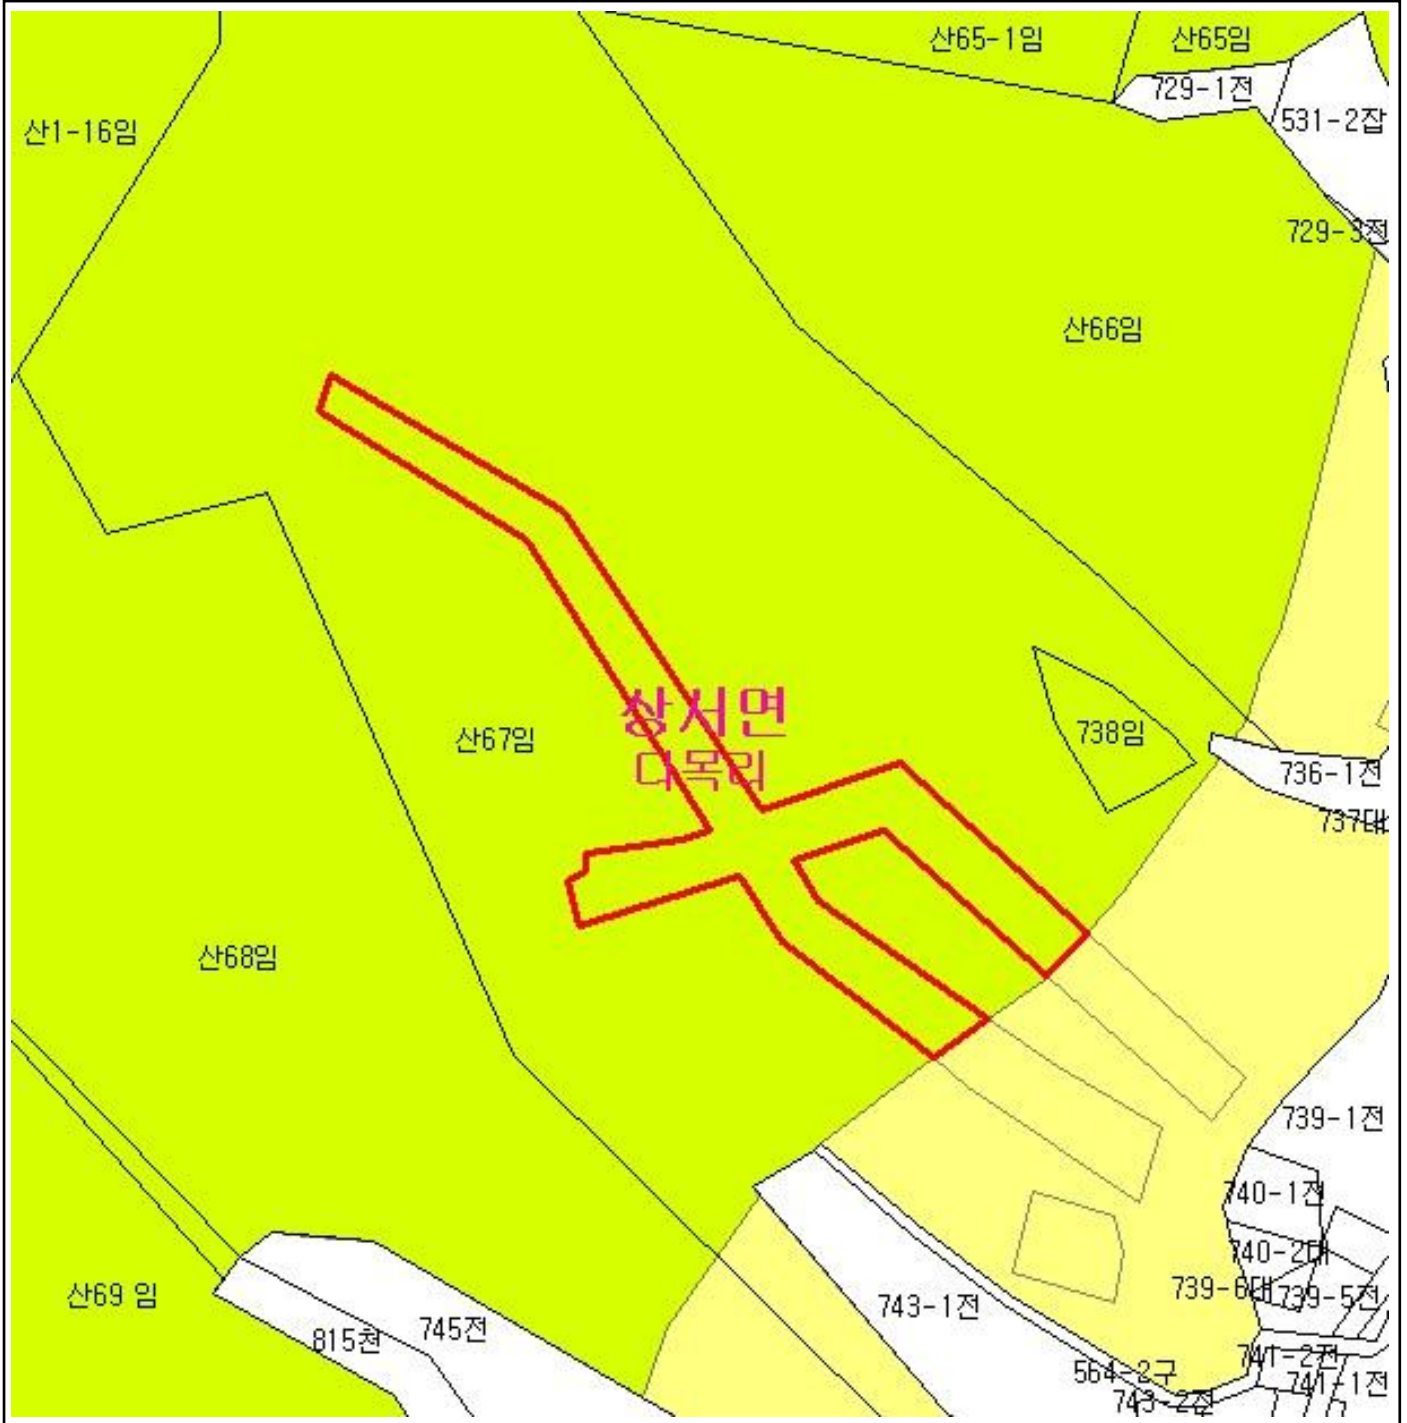 산65-1임
산65임
729-1전
531-2잡
산1-16임
729-3전
산66임
상서면
다목리
산67임
738임
736-1전
737대
산68임
739-1전
740-1전
740-2대
739-6대
739-5전
산69 임
743-1전
745전
815천
741-2전
564-2구
741-1전
743-2전